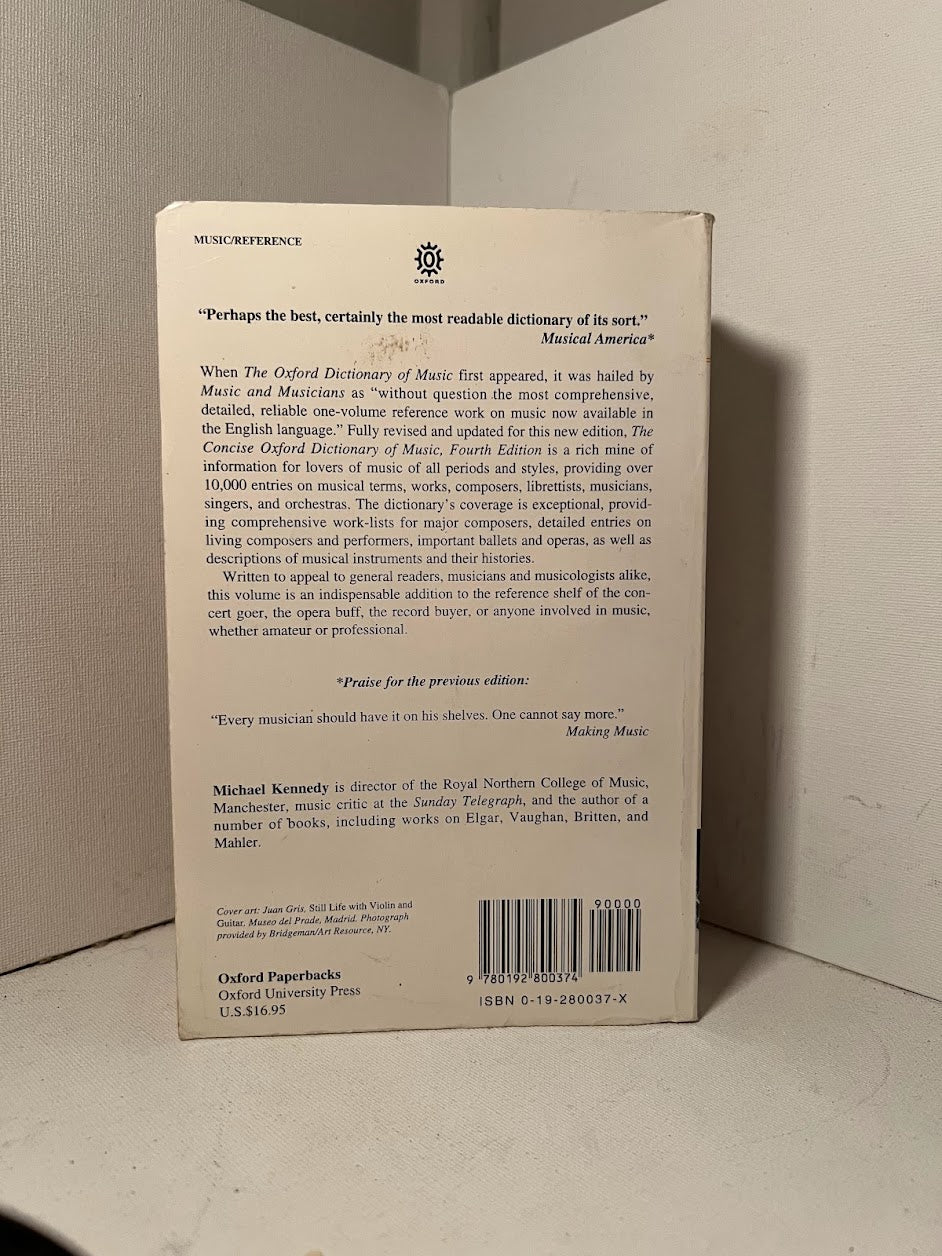 MUSIC/REFERENCE
OXFORD
“Perhaps the best, certainly the most readable dictionary of its sort.”
Musical America*
When The Oxford Dictionary of Music first appeared, it was hailed by
Music and Musicians as “without question the most comprehensive,
detailed, reliable one-volume reference work on music now available in
the English language.” Fully revised and updated for this new edition, The
Concise Oxford Dictionary of Music, Fourth Edition is a rich mine of
information for lovers of music of all periods and styles, providing over
10,000 entries on musical terms, works, composers, librettists, musicians,
singers, and orchestras. The dictionary’s coverage is exceptional, provid-
ing comprehensive work-lists for major composers, detailed entries on
living composers and performers, important ballets and operas, as well as
descriptions of musical instruments and their histories.
Written to appeal to general readers, musicians and musicologists alike,
this volume is an indispensable addition to the reference shelf of the con-
cert goer, the opera buff, the record buyer, or anyone involved in music,
whether amateur or professional.
*Praise for the previous edition:
“Every musician should have it on his shelves. One cannot say more.”
Making Music
Michael Kennedy is director of the Royal Northern College of Music,
Manchester, music critic at the Sunday Telegraph, and the author of a
number of books, including works on Elgar, Vaughan, Britten, and
Mahler.
Cover art: Juan Gris, Still Life with Violin and
Guitar, Museo del Prade, Madrid. Photograph
provided by Bridgeman/Art Resource, NY.
Oxford Paperbacks
Oxford University Press
U.S.$16.95
90000
9 780192 800374
ISBN 0-19-280037-X